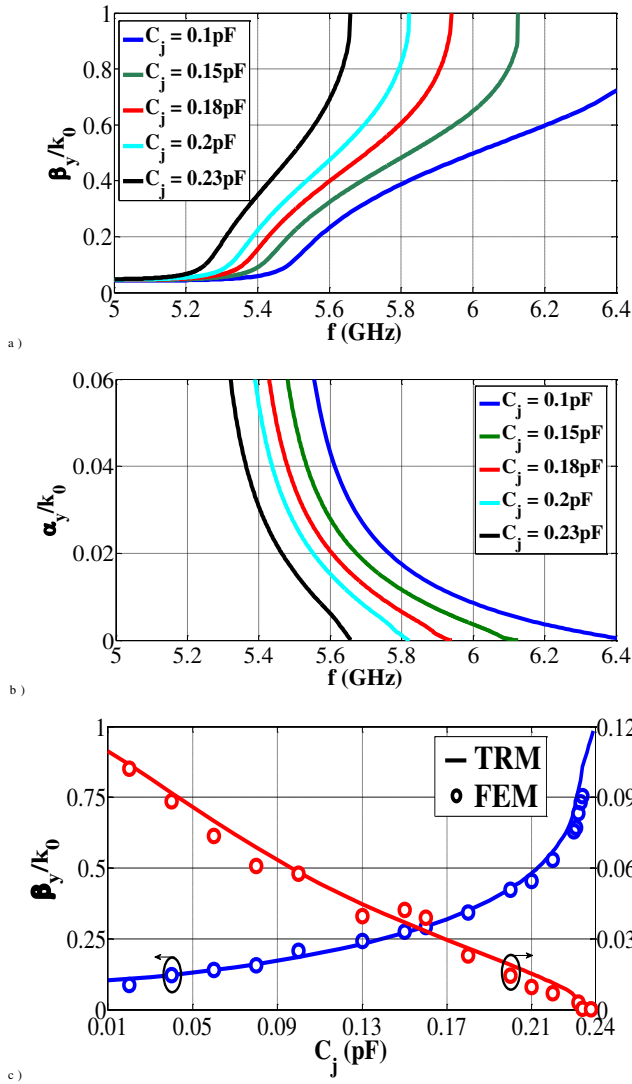 1
0.8
0.6
0.4
0.2
0
β_y/k_0
C_j = 0.1pF
C_j = 0.15pF
C_j = 0.18pF
C_j = 0.2pF
C_j = 0.23pF
5 5.2 5.4 5.6 5.8 6 6.2 6.4
f (GHz)
a )
0.06
0.04
0.02
0
α_y/k_0
C_j = 0.1pF
C_j = 0.15pF
C_j = 0.18pF
C_j = 0.2pF
C_j = 0.23pF
5 5.2 5.4 5.6 5.8 6 6.2 6.4
f (GHz)
b )
1
0.75
0.5
0.25
0
β_y/k_0
TRM
FEM
0.12
0.09
0.06
0.03
0
0.01 0.05 0.09 0.13 0.17 0.21 0.24
C_j (pF)
c )